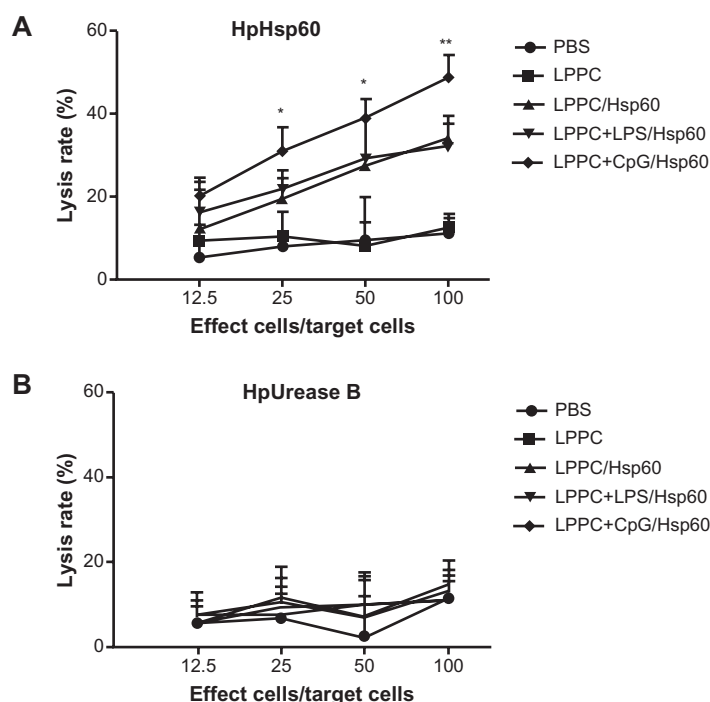 A
HpHsp60
60
40
20
0
Lysis rate (%)
*
*
**
12.5 25 50 100
Effect cells/target cells
PBS
LPPC
LPPC/Hsp60
LPPC+LPS/Hsp60
LPPC+CpG/Hsp60
B
HpUrease B
60
40
20
0
Lysis rate (%)
12.5 25 50 100
Effect cells/target cells
PBS
LPPC
LPPC/Hsp60
LPPC+LPS/Hsp60
LPPC+CpG/Hsp60